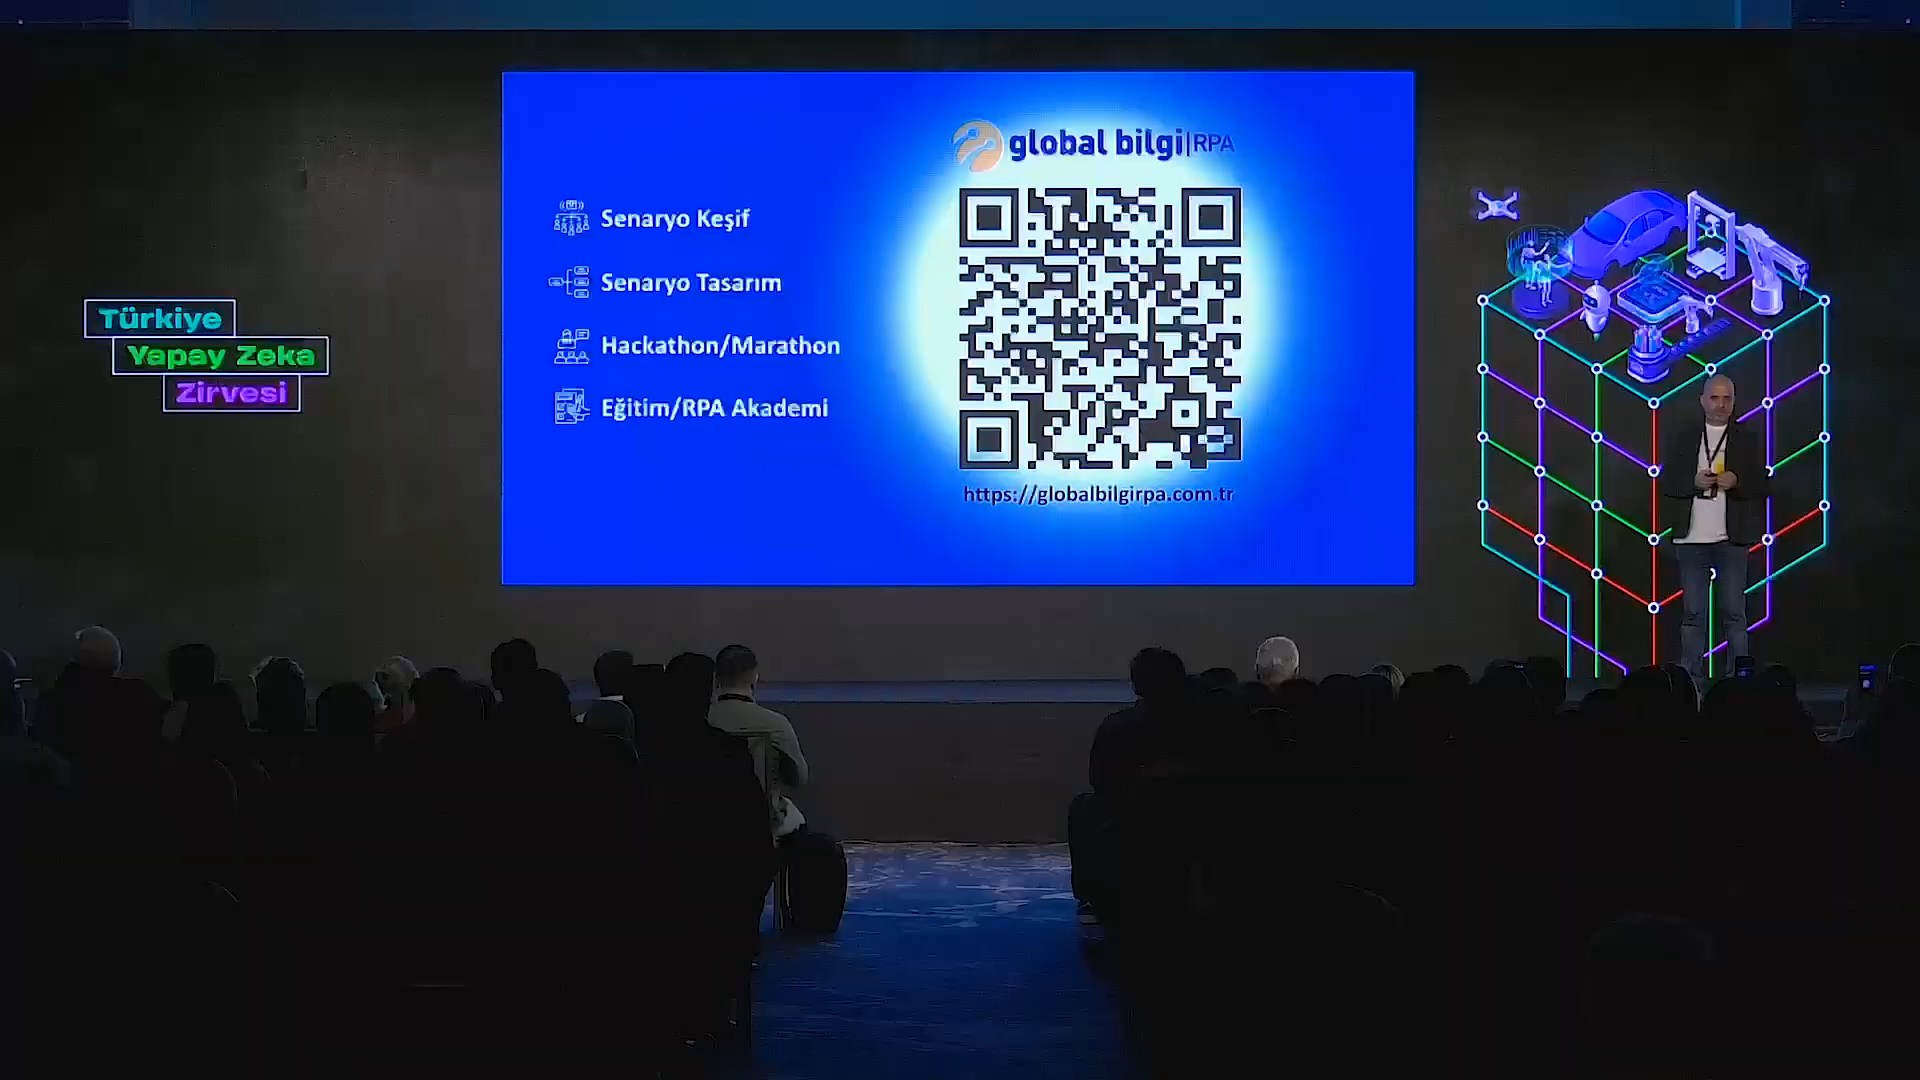 Türkiye
Yapay Zeka
Zirvesi
Senaryo Keşif
Senaryo Tasarım
Hackathon/Marathon
Eğitim/RPA Akademi
global bilgi|RPA
https://globalbilgirpa.com.tr